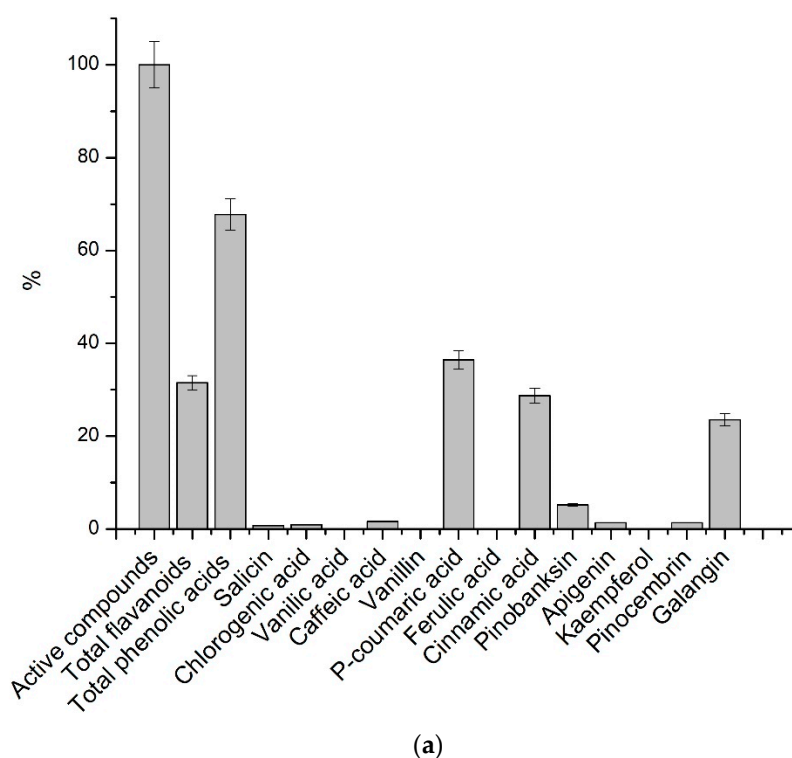 100
80
60
40
20
0
%
Active compounds
Total flavanoids
Total phenolic acids
Salicin
Chlorogenic acid
Vanilic acid
Caffeic acid
Vanillin
P-coumaric acid
Ferulic acid
Cinnamic acid
Pinobanksin
Apigenin
Kaempferol
Pinocembrin
Galangin
(a)